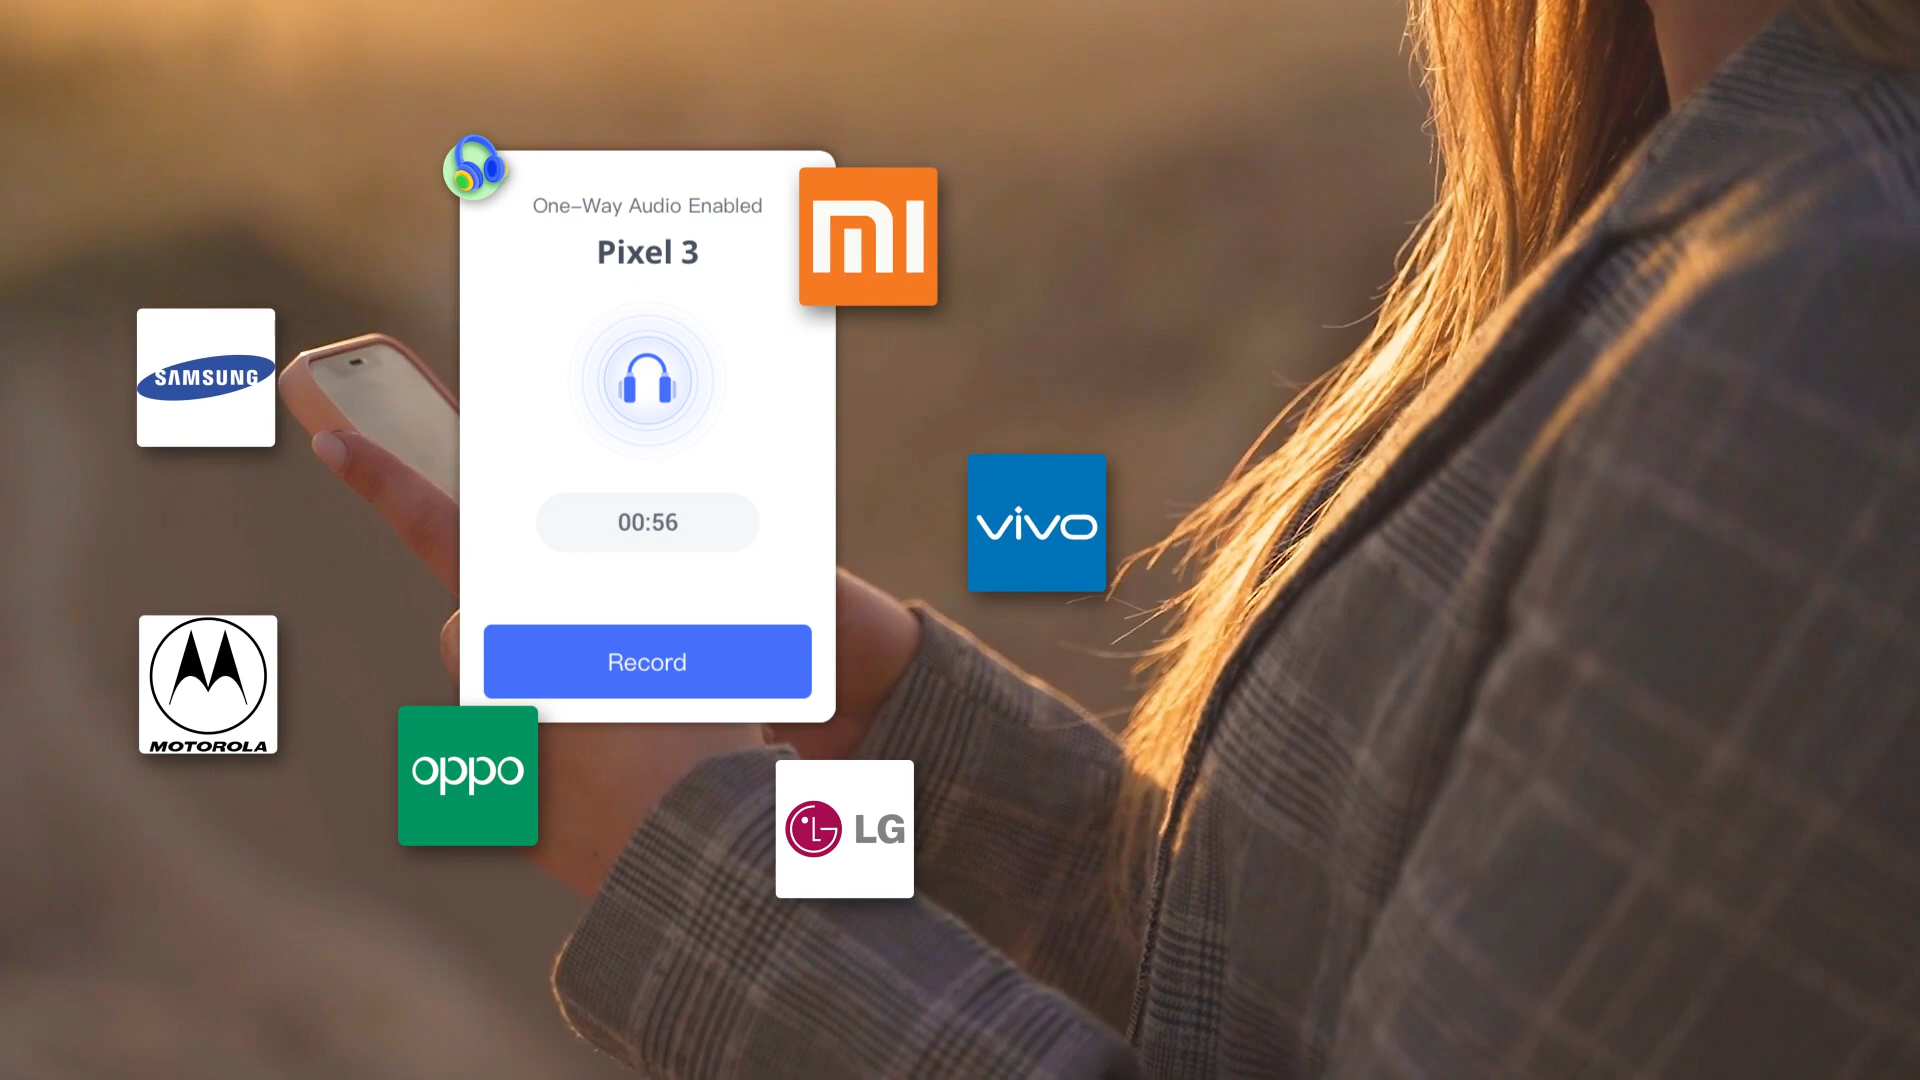 One-Way Audio Enabled
Pixel 3
MI
SAMSUNG
00:56
vivo
Record
MOTOROLA
oppo
LG